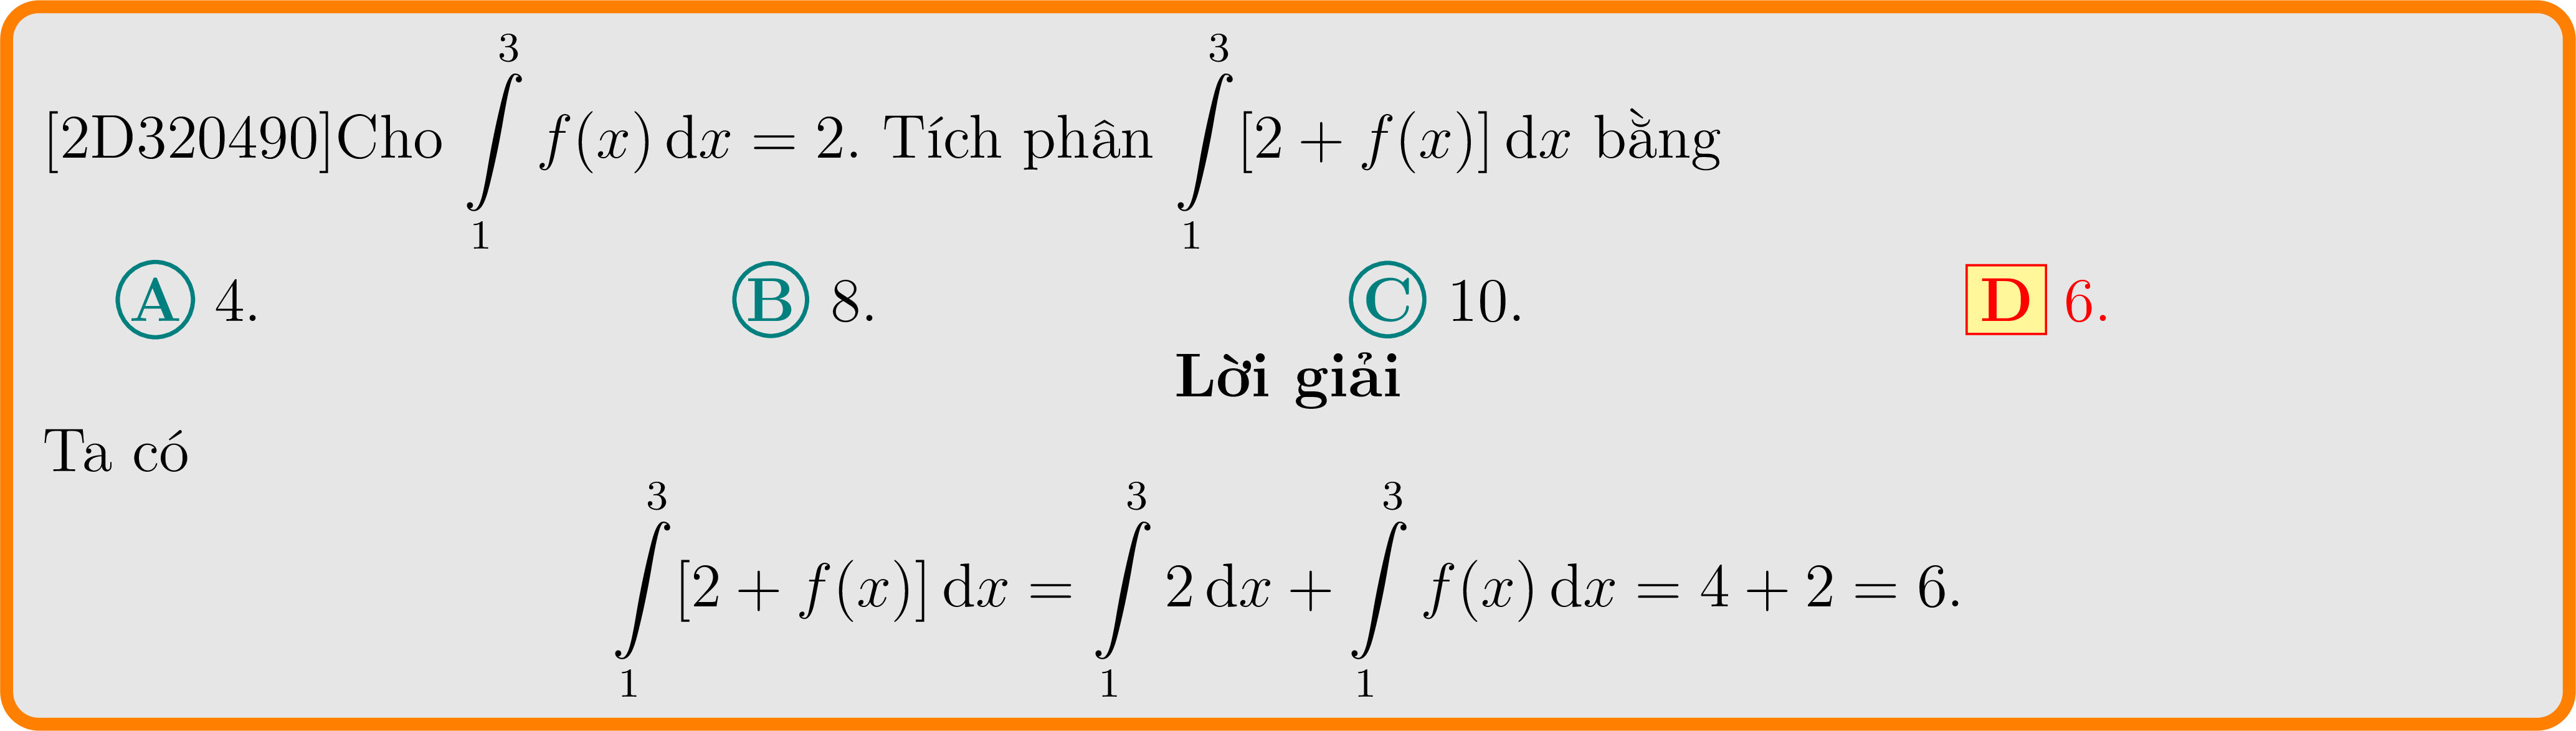 [2D320490]Cho $\int\limits_{1}^{3} f(x)\,\mathrm{d}x = 2$. Tích phân $\int\limits_{1}^{3} [2 + f(x)]\,\mathrm{d}x$ bằng
A 4. B 8. C 10. D 6.
Lời giải
Ta có
$\int\limits_{1}^{3} [2 + f(x)]\,\mathrm{d}x = \int\limits_{1}^{3} 2\,\mathrm{d}x + \int\limits_{1}^{3} f(x)\,\mathrm{d}x = 4 + 2 = 6.$